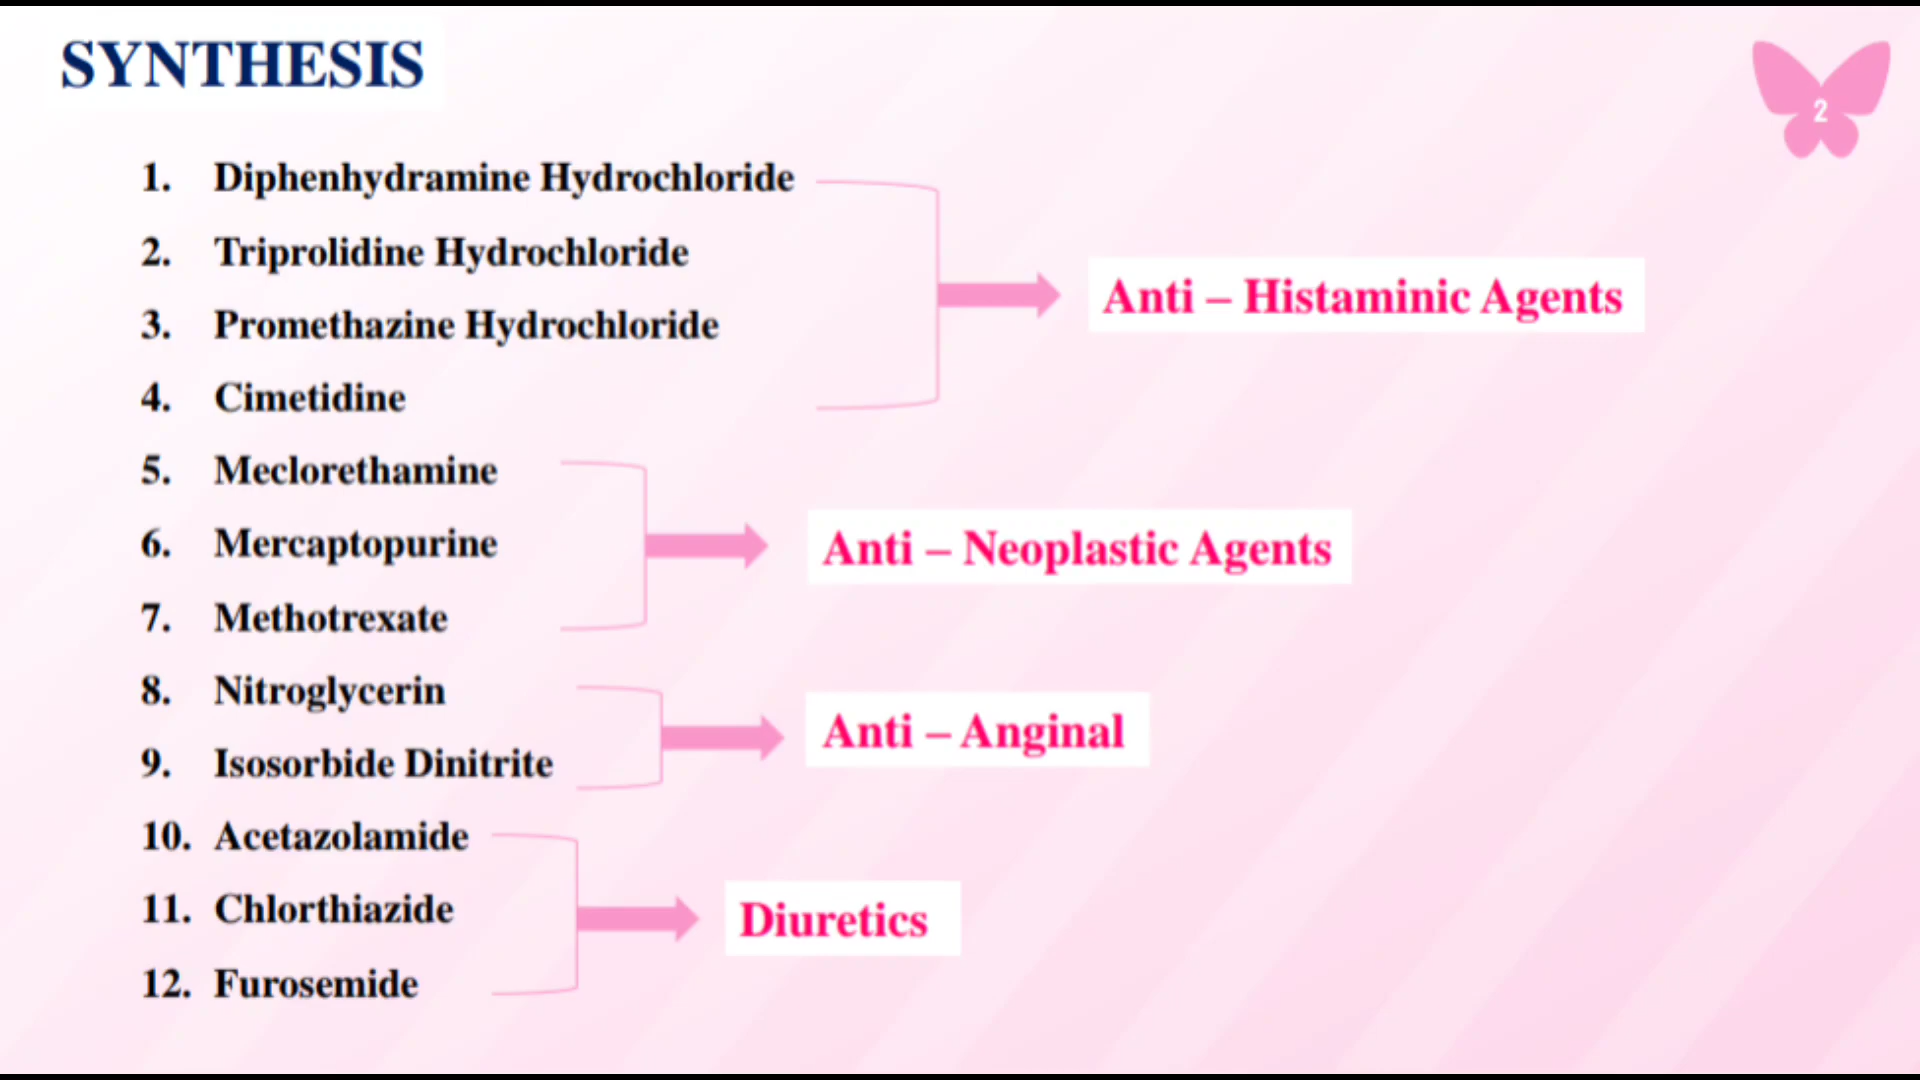 SYNTHESIS
2
1. Diphenhydramine Hydrochloride
2. Triprolidine Hydrochloride
3. Promethazine Hydrochloride
4. Cimetidine
Anti – Histaminic Agents
5. Meclorethamine
6. Mercaptopurine
7. Methotrexate
Anti – Neoplastic Agents
8. Nitroglycerin
9. Isosorbide Dinitrite
Anti – Anginal
10. Acetazolamide
11. Chlorthiazide
12. Furosemide
Diuretics